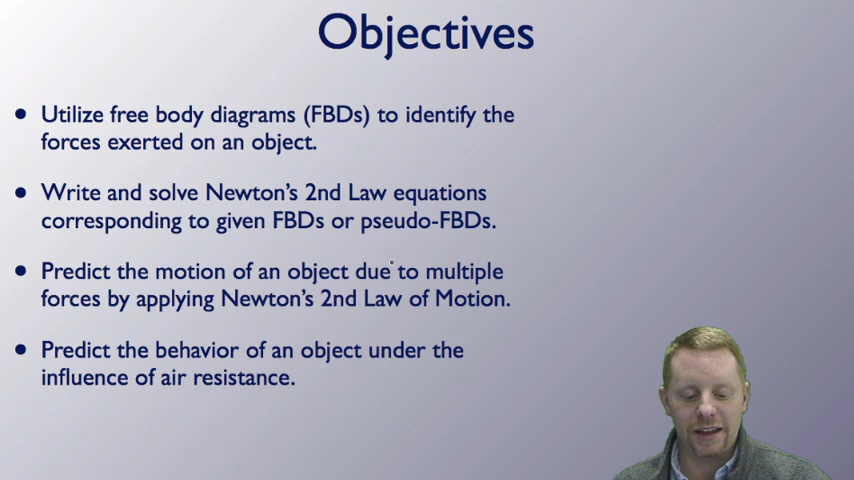 Objectives
• Utilize free body diagrams (FBDs) to identify the
forces exerted on an object.
• Write and solve Newton's 2nd Law equations
corresponding to given FBDs or pseudo-FBDs.
• Predict the motion of an object due to multiple
forces by applying Newton's 2nd Law of Motion.
• Predict the behavior of an object under the
influence of air resistance.